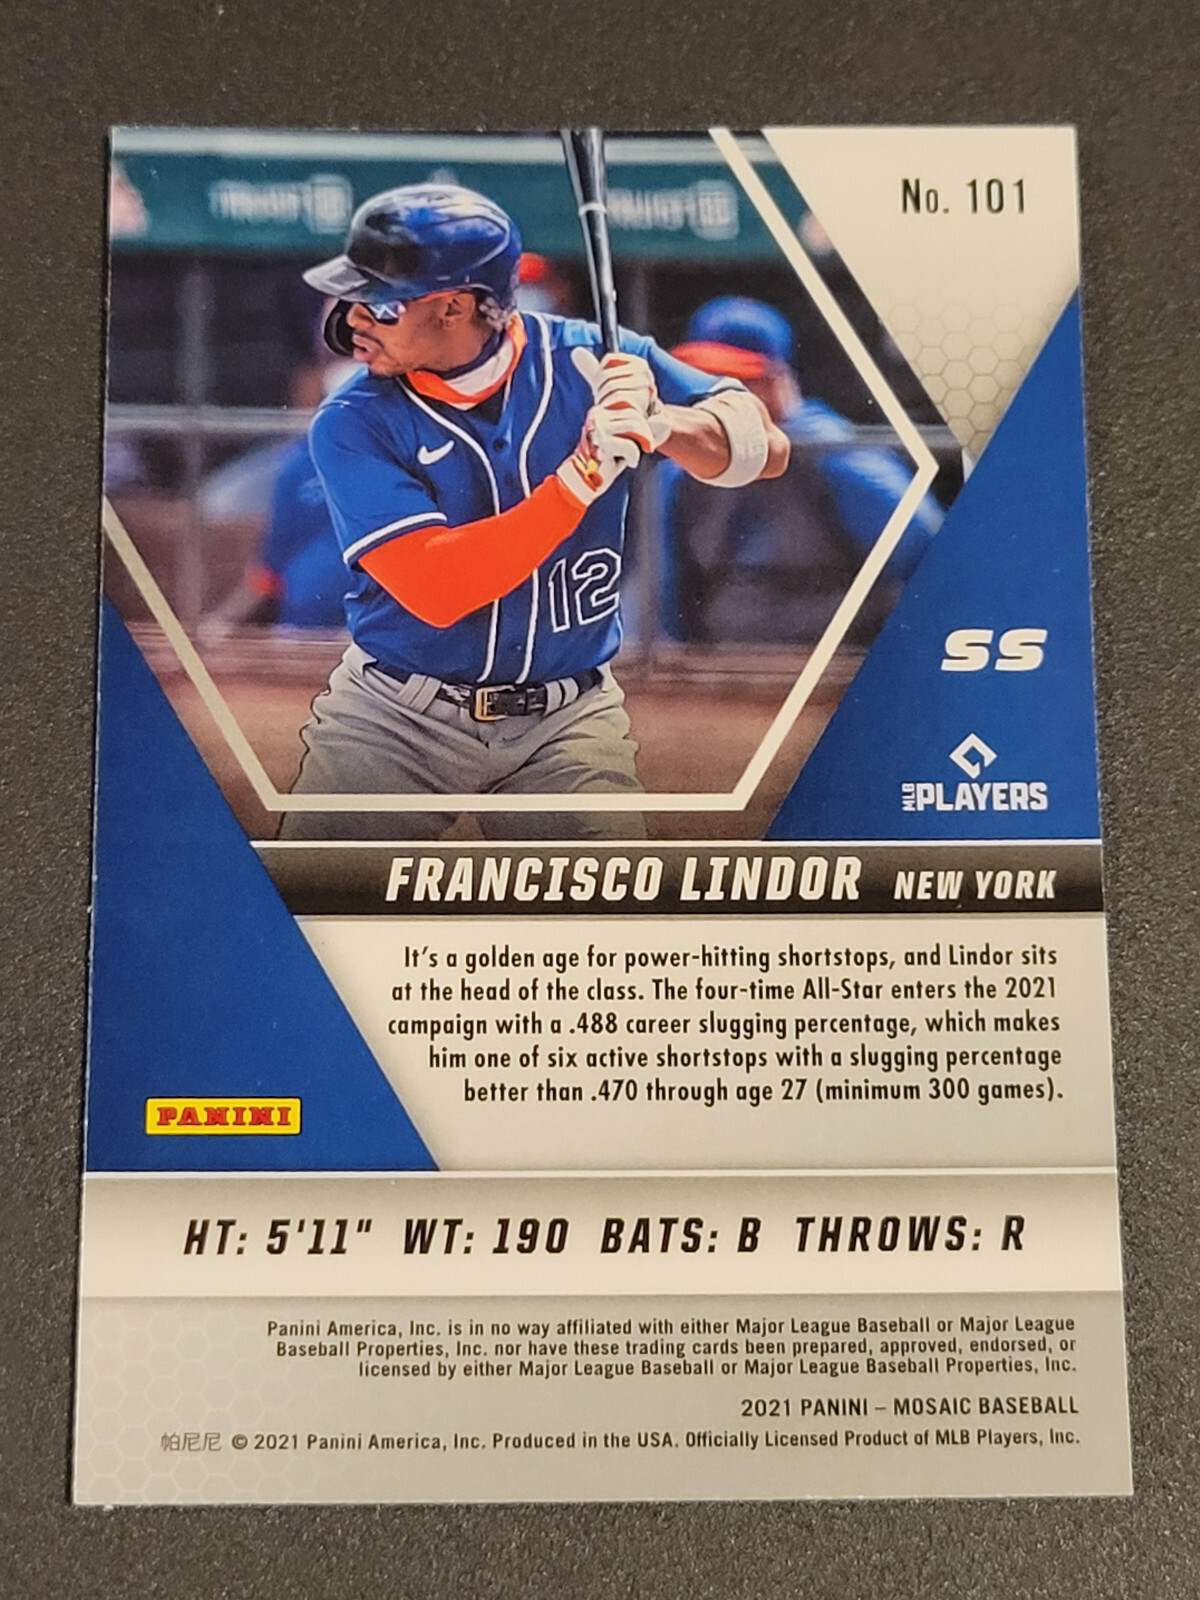 No. 101
12
SS
MLB PLAYERS
FRANCISCO LINDOR NEW YORK
It's a golden age for power-hitting shortstops, and Lindor sits
at the head of the class. The four-time All-Star enters the 2021
campaign with a .488 career slugging percentage, which makes
him one of six active shortstops with a slugging percentage
better than .470 through age 27 (minimum 300 games).
PANINI
HT: 5'11" WT: 190 BATS: B THROWS: R
Panini America, Inc. is in no way affiliated with either Major League Baseball or Major League
Baseball Properties, Inc. nor have these trading cards been prepared, approved, endorsed, or
licensed by either Major League Baseball or Major League Baseball Properties, Inc.
2021 PANINI – MOSAIC BASEBALL
帕尼尼 © 2021 Panini America, Inc. Produced in the USA. Officially Licensed Product of MLB Players, Inc.